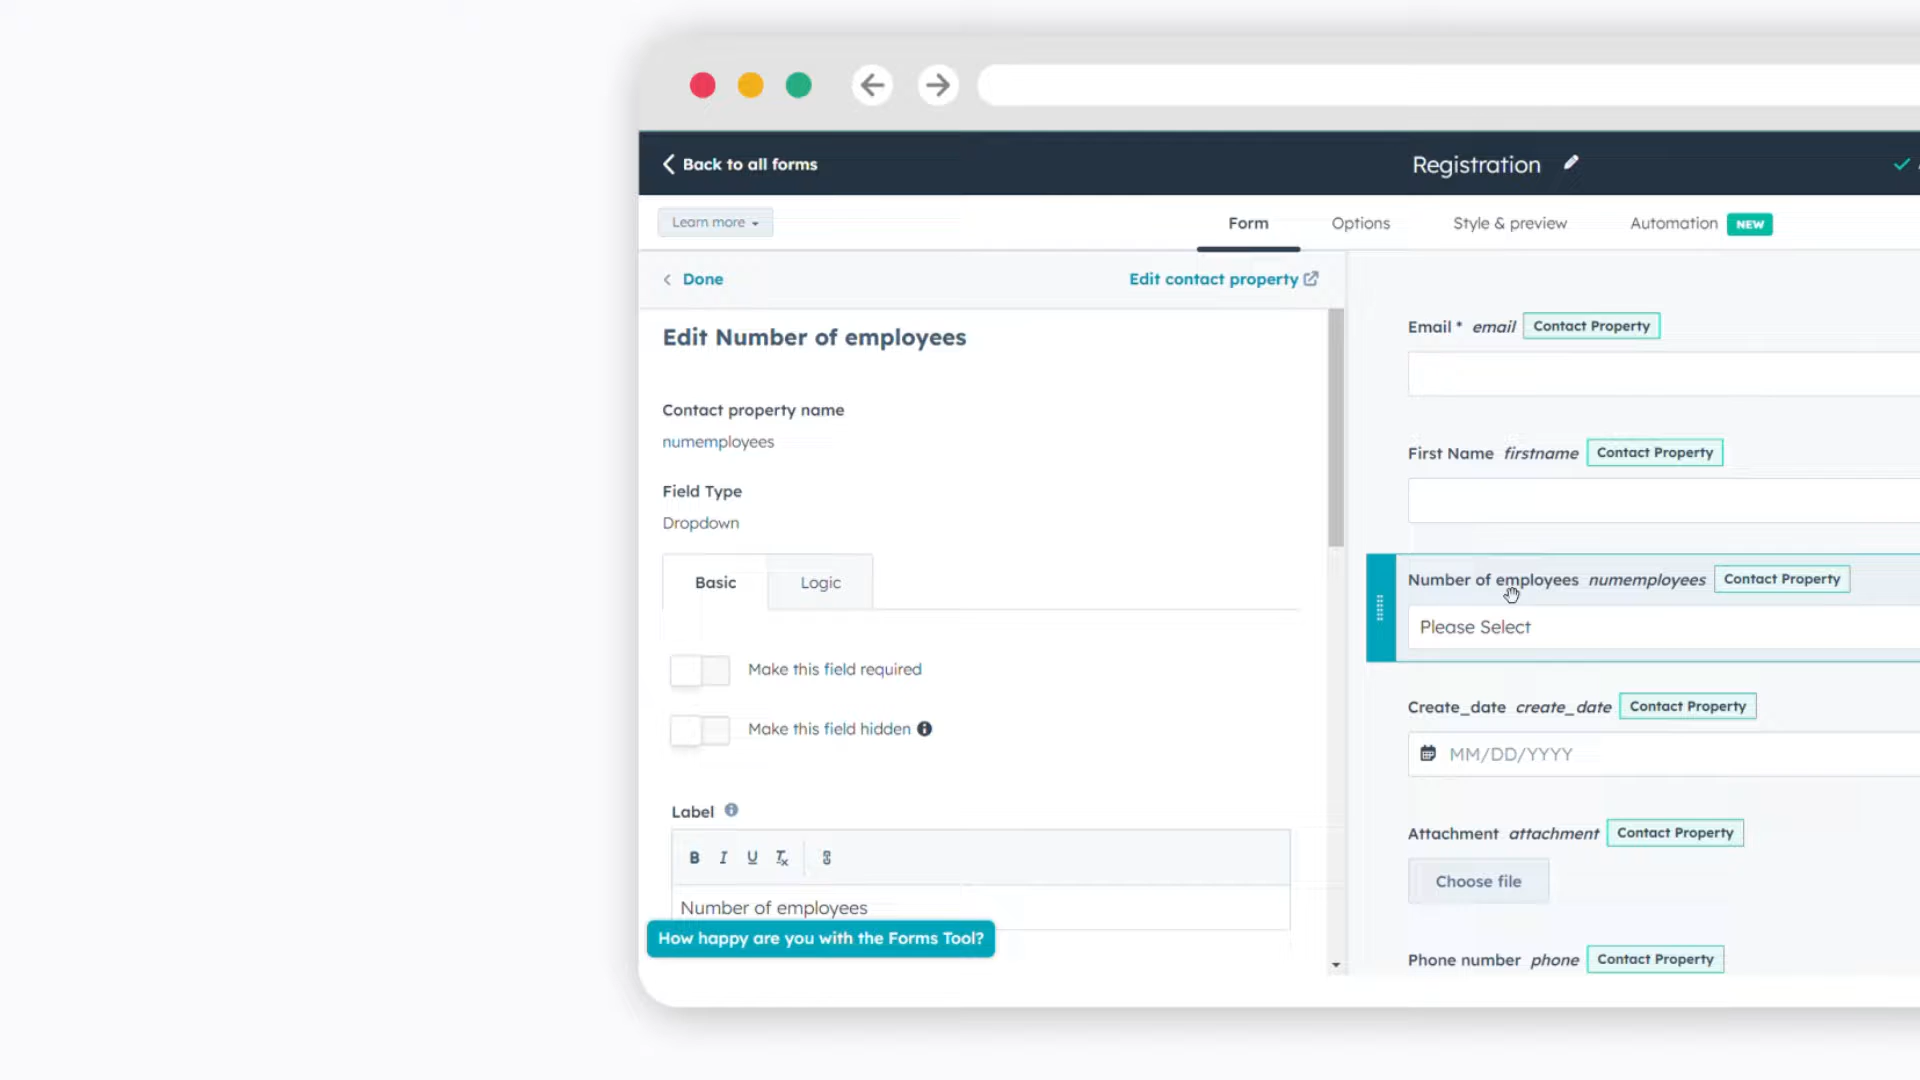 Back to all forms
Registration
Learn more
Form
Options
Style & preview
Automation
NEW
Done
Edit contact property
Edit Number of employees
Contact property name
numemployees
Field Type
Dropdown
Basic
Logic
Make this field required
Make this field hidden
Label
B I U Tx
Number of employees
How happy are you with the Forms Tool?
Email * email Contact Property
First Name firstname Contact Property
Number of employees numemployees Contact Property
Please Select
Create_date create_date Contact Property
MM/DD/YYYY
Attachment attachment Contact Property
Choose file
Phone number phone Contact Property